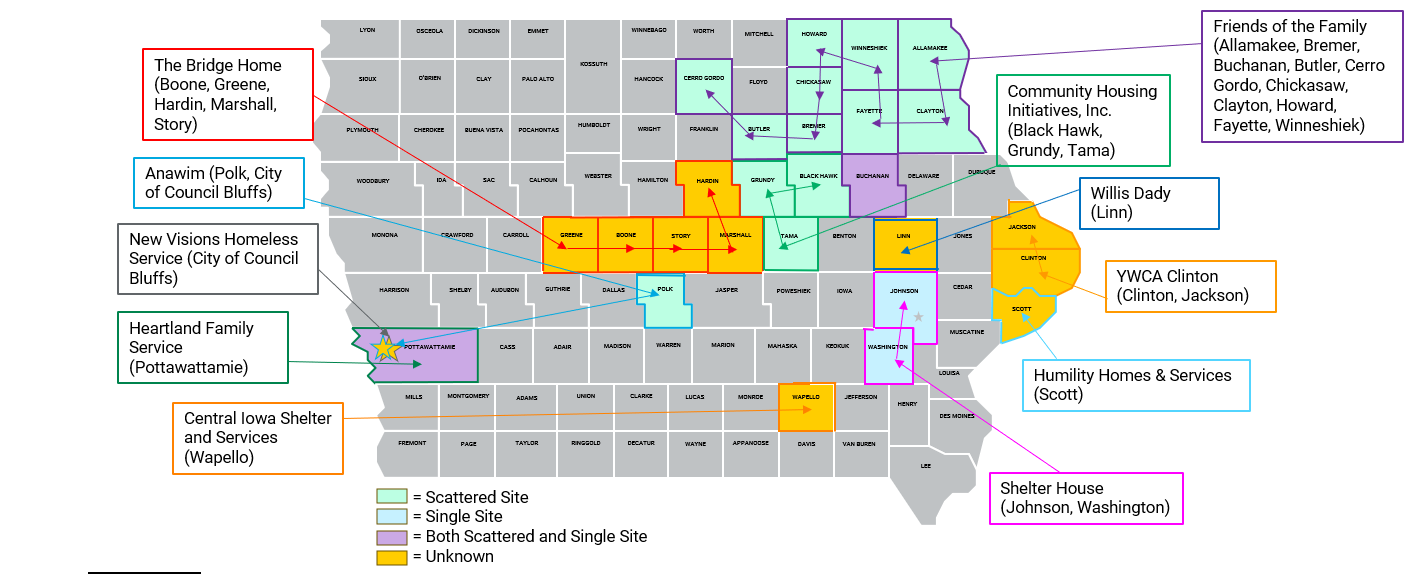 The Bridge Home
(Boone, Greene,
Hardin, Marshall,
Story)
Anawim (Polk, City
of Council Bluffs)
New Visions Homeless
Service (City of Council
Bluffs)
Heartland Family
Service
(Pottawattamie)
Central Iowa Shelter
and Services
(Wapello)
Friends of the Family
(Allamakee, Bremer,
Buchanan, Butler, Cerro
Gordo, Chickasaw,
Clayton, Howard,
Fayette, Winneshiek)
Community Housing
Initiatives, Inc.
(Black Hawk,
Grundy, Tama)
Willis Dady
(Linn)
YWCA Clinton
(Clinton, Jackson)
Humility Homes & Services
(Scott)
Shelter House
(Johnson, Washington)
LYON OSCEOLA DICKINSON EMMET WINNEBAGO WORTH MITCHELL HOWARD WINNESHIEK ALLAMAKEE
KOSSUTH
SIOUX O'BRIEN CLAY PALO ALTO HANCOCK CERRO GORDO FLOYD CHICKASAW
FAYETTE CLAYTON
PLYMOUTH CHEROKEE BUENA VISTA POCAHONTAS HUMBOLDT WRIGHT FRANKLIN BUTLER BREMER
WOODBURY IDA SAC CALHOUN WEBSTER HAMILTON HARDIN GRUNDY BLACK HAWK BUCHANAN DELAWARE DUBUQUE
MONONA CRAWFORD CARROLL GREENE BOONE STORY MARSHALL TAMA BENTON LINN JONES JACKSON
CLINTON
HARRISON SHELBY AUDUBON GUTHRIE DALLAS POLK JASPER POWESHIEK IOWA JOHNSON CEDAR
SCOTT
MUSCATINE
POTTAWATTAMIE CASS ADAIR MADISON WARREN MARION MAHASKA KEOKUK WASHINGTON
LOUISA
MILLS MONTGOMERY ADAMS UNION CLARKE LUCAS MONROE WAPELLO JEFFERSON HENRY
DES MOINES
FREMONT PAGE TAYLOR RINGGOLD DECATUR WAYNE APPANOOSE DAVIS VAN BUREN
LEE
= Scattered Site
= Single Site
= Both Scattered and Single Site
= Unknown